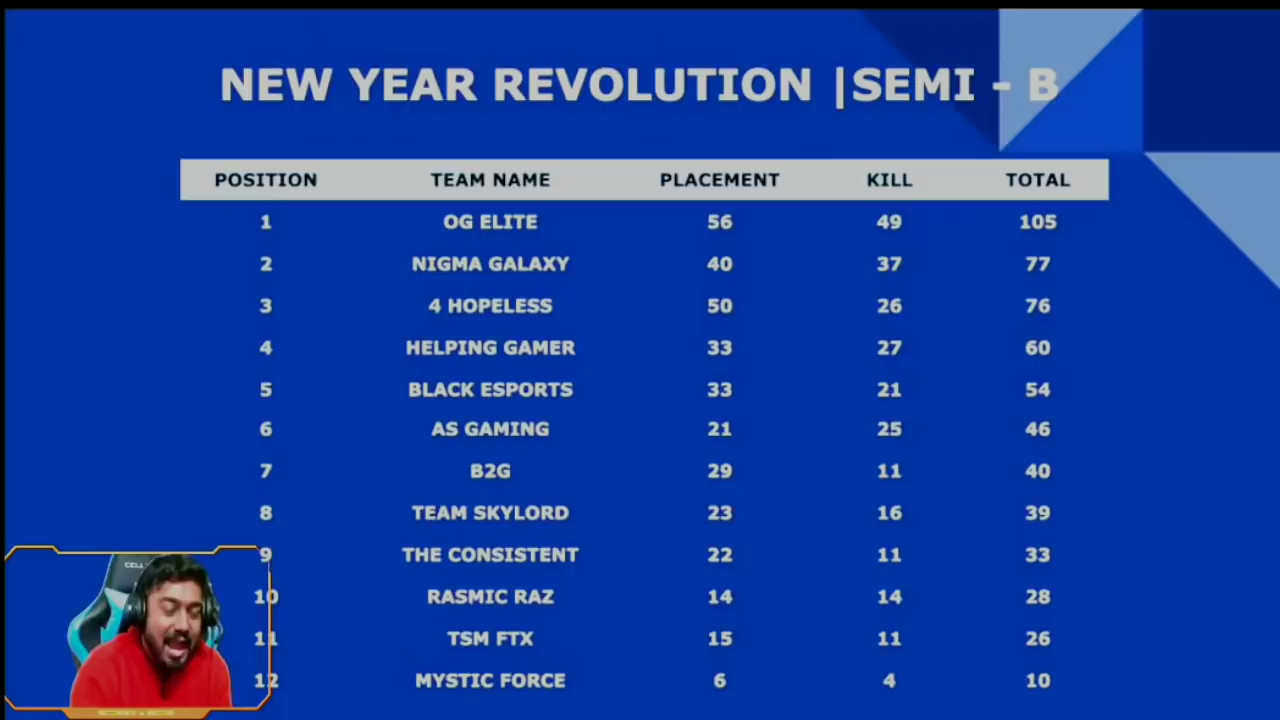 NEW YEAR REVOLUTION |SEMI - B
POSITION TEAM NAME PLACEMENT KILL TOTAL
1 OG ELITE 56 49 105
2 NIGMA GALAXY 40 37 77
3 4 HOPELESS 50 26 76
4 HELPING GAMER 33 27 60
5 BLACK ESPORTS 33 21 54
6 AS GAMING 21 25 46
7 B2G 29 11 40
8 TEAM SKYLORD 23 16 39
9 THE CONSISTENT 22 11 33
10 RASMIC RAZ 14 14 28
11 TSM FTX 15 11 26
12 MYSTIC FORCE 6 4 10